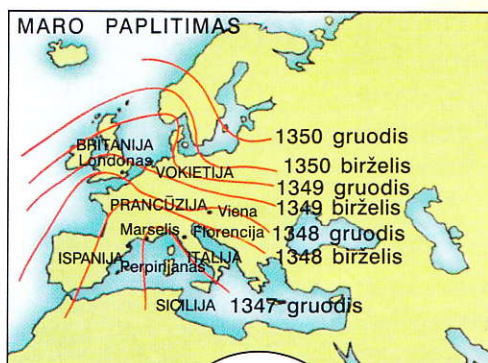 MARO PAPLITIMAS
1350 gruodis
BRITANIJA
Londonas
1350 birželis
VOKIETIJA
1349 gruodis
PRANCŪZIJA
Viena
1349 birželis
Marselis
Florencija
1348 gruodis
ISPANIJA
ITALIJA
1348 birželis
Perpinjanas
SICILIJA
1347 gruodis